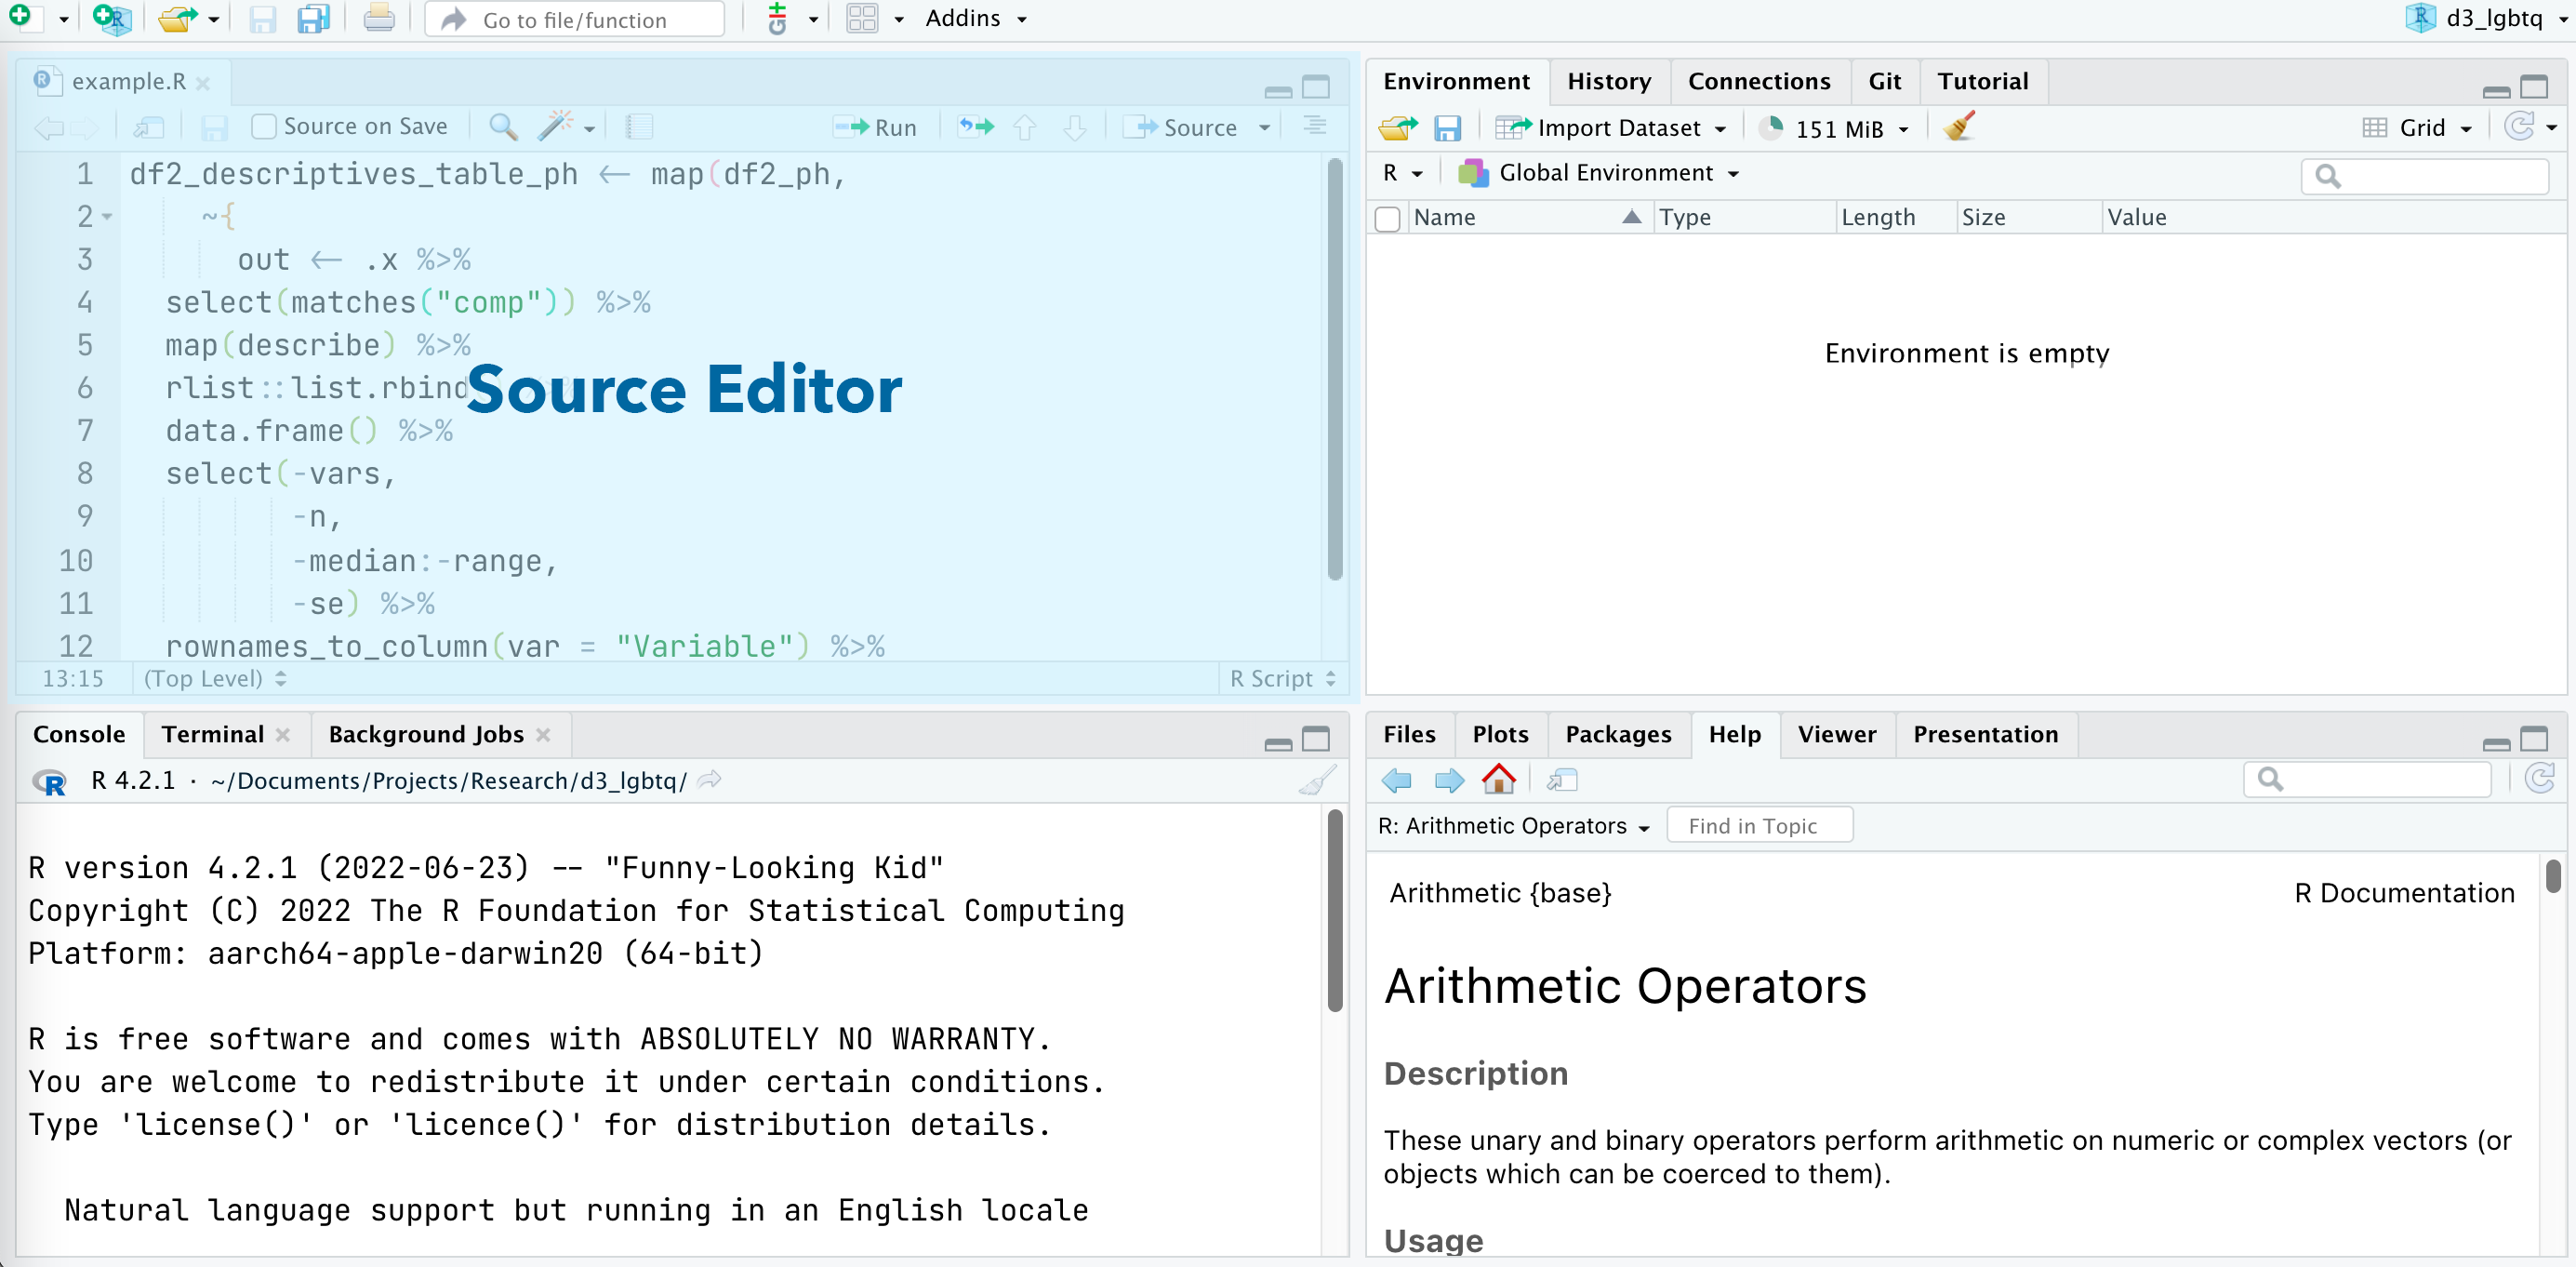 Go to file/function
Git
Addins
d3_lgbtq
example.R
Source on Save
Run
Source
1 df2_descriptives_table_ph <- map(df2_ph,
2 ~{
3 out <- .x %>%
4 select(matches("comp")) %>%
5 map(describe) %>%
6 rlist::list.rbind
7 data.frame() %>%
8 select(-vars,
9 -n,
10 -median:-range,
11 -se) %>%
12 rownames_to_column(var = "Variable") %>%
Source Editor
13:15 (Top Level) R Script
Environment History Connections Git Tutorial
Import Dataset 151 MiB Grid
R Global Environment
Name Type Length Size Value
Environment is empty
Console Terminal Background Jobs
R 4.2.1 · ~/Documents/Projects/Research/d3_lgbtq/
R version 4.2.1 (2022-06-23) -- "Funny-Looking Kid"
Copyright (C) 2022 The R Foundation for Statistical Computing
Platform: aarch64-apple-darwin20 (64-bit)
R is free software and comes with ABSOLUTELY NO WARRANTY.
You are welcome to redistribute it under certain conditions.
Type 'license()' or 'licence()' for distribution details.
Natural language support but running in an English locale
Files Plots Packages Help Viewer Presentation
R: Arithmetic Operators Find in Topic
Arithmetic {base} R Documentation
Arithmetic Operators
Description
These unary and binary operators perform arithmetic on numeric or complex vectors (or
objects which can be coerced to them).
Usage